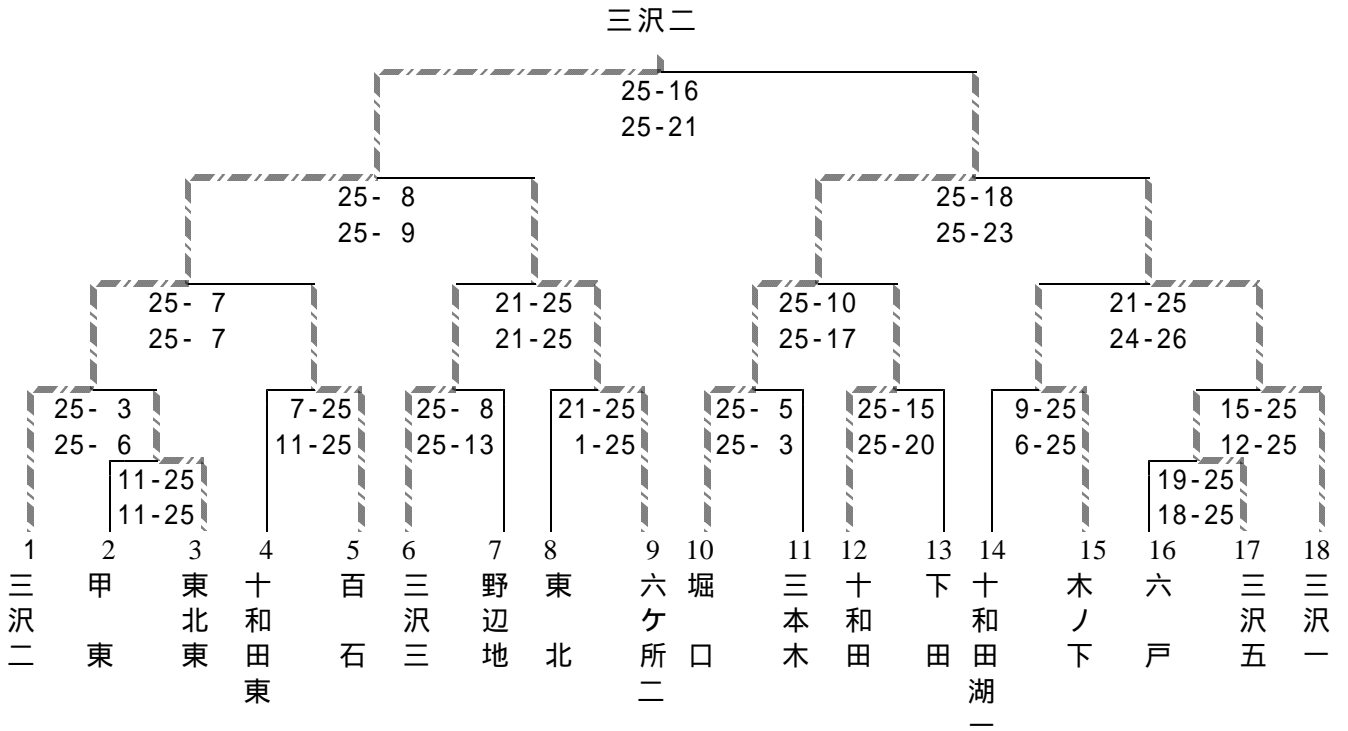 三沢二
25-16
25-21
25- 8
25- 9
25-18
25-23
25- 7
25- 7
21-25
21-25
25-10
25-17
21-25
24-26
25- 3
25- 6
7-25
11-25
25- 8
25-13
21-25
1-25
25- 5
25- 3
25-15
25-20
9-25
6-25
15-25
12-25
11-25
11-25
19-25
18-25
1
2
3
4
5
6
7
8
9
10
11
12
13
14
15
16
17
18
三沢二
甲東
東北東
十和田東
百石
三沢三
野辺地
東北
六ケ所二
堀口
三本木
十和田
下田
十和田湖一
木ノ下
六戸
三沢五
三沢一